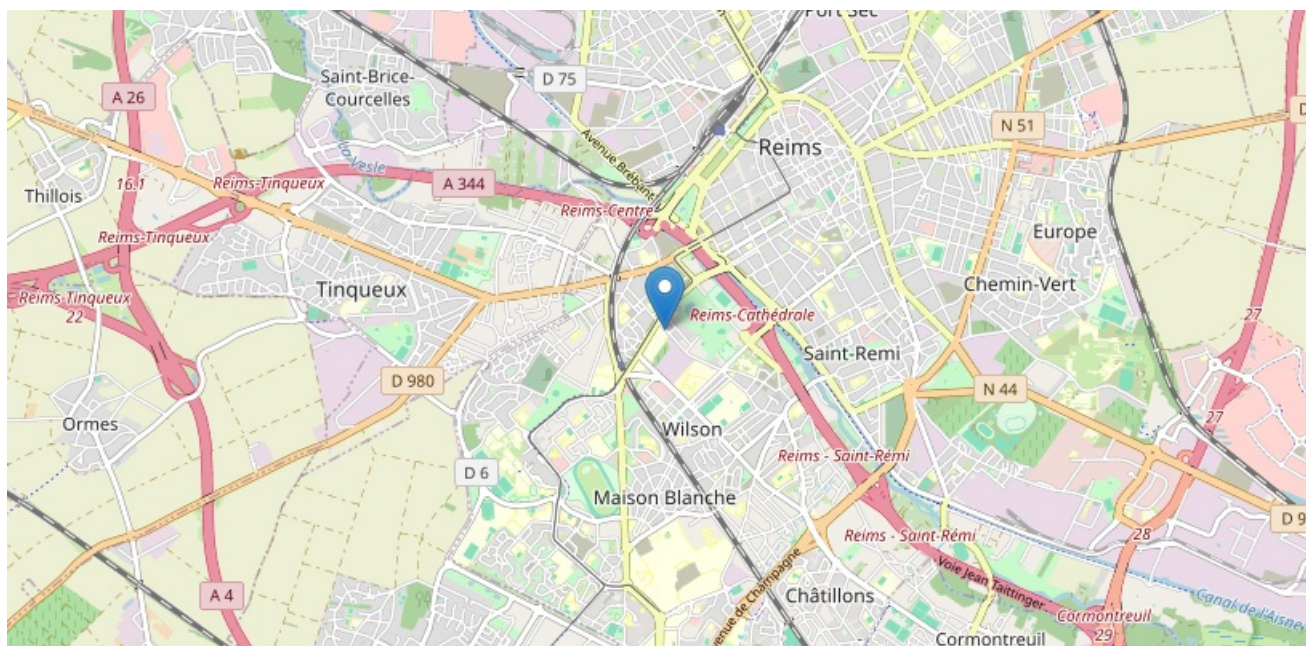 Port Sec
D 75
Saint-Brice-
Courcelles
A 26
N 51
Avenue Brébant
Reims
La Vesle
Thillois
16.1
Reims-Tinqueux
A 344
Reims-Centre
Reims-Tinqueux
Europe
Tinqueux
Chemin-Vert
Reims-Tinqueux
22
Reims-Cathédrale
27
Saint-Remi
D 980
N 44
Ormes
27
Wilson
Reims - Saint-Rémi
D 6
Maison Blanche
D 9
Reims - Saint-Rémi
28
Voie Jean Taittinger
A 4
Avenue de Champagne
Châtillons
Canal de l'Aisne
Cormontreuil
29
Cormontreuil